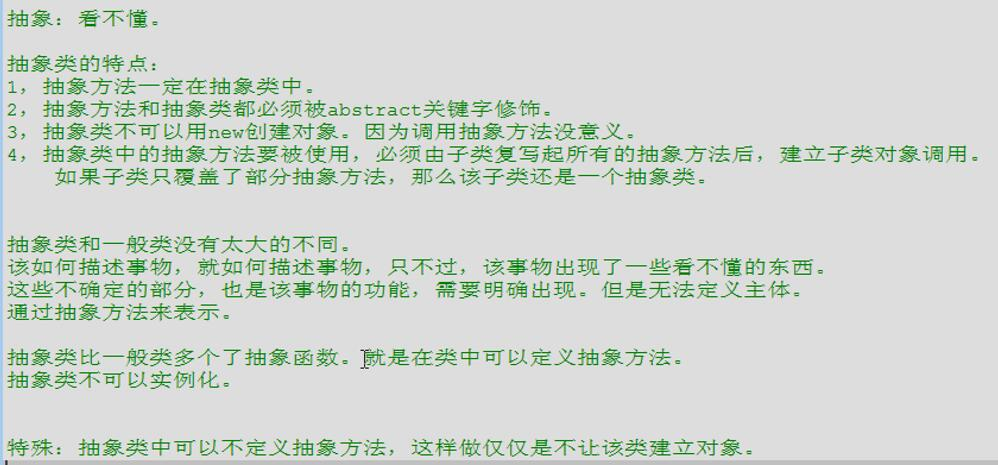 抽象：看不懂。
抽象类的特点：
1，抽象方法一定在抽象类中。
2，抽象方法和抽象类都必须被abstract关键字修饰。
3，抽象类不可以用new创建对象。因为调用抽象方法没意义。
4，抽象类中的抽象方法要被使用，必须由子类复写起所有的抽象方法后，建立子类对象调用。
如果子类只覆盖了部分抽象方法，那么该子类还是一个抽象类。
抽象类和一般类没有太大的不同。
该如何描述事物，就如何描述事物，只不过，该事物出现了一些看不懂的东西。
这些不确定的部分，也是该事物的功能，需要明确出现。但是无法定义主体。
通过抽象方法来表示。
抽象类比一般类多个了抽象函数。就是在类中可以定义抽象方法。
抽象类不可以实例化。
特殊：抽象类中可以不定义抽象方法，这样做仅仅是不让该类建立对象。